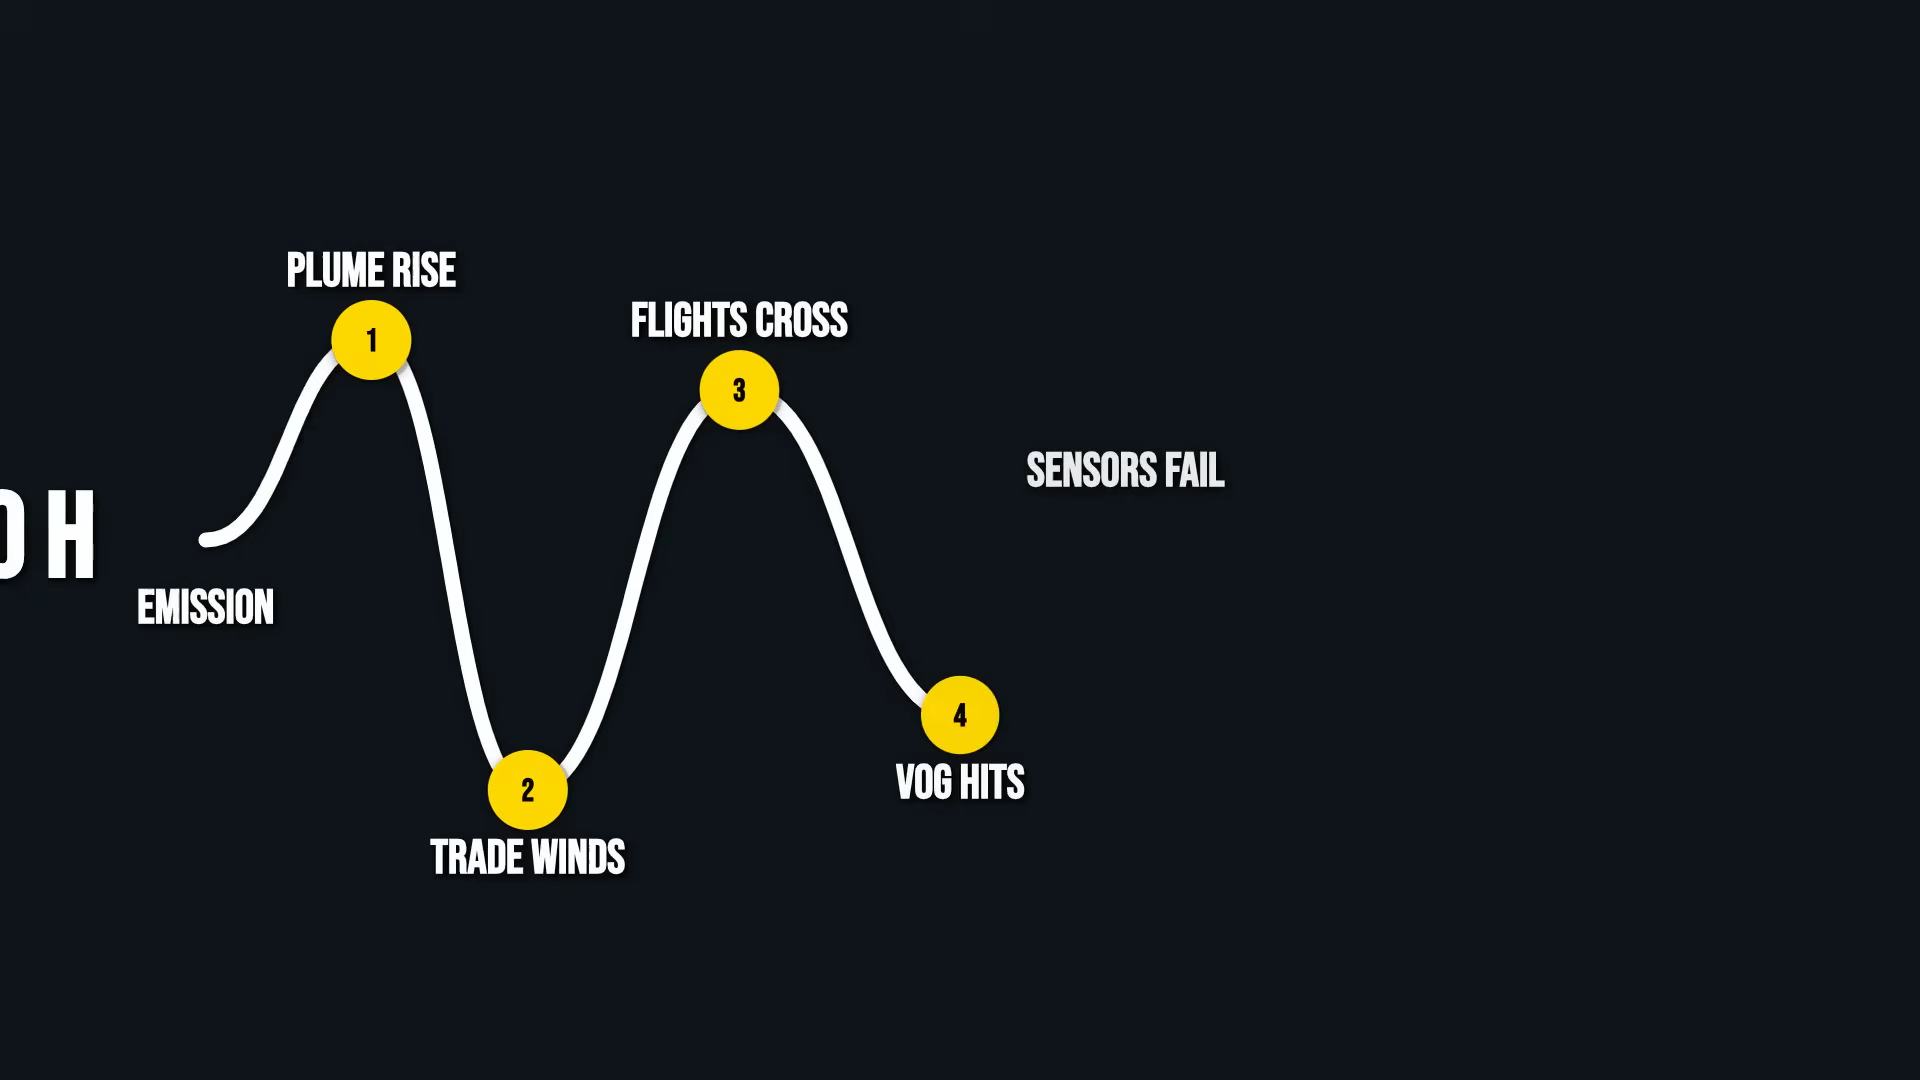 PLUME RISE
1
FLIGHTS CROSS
3
SENSORS FAIL
H
EMISSION
4
VOG HITS
2
TRADE WINDS